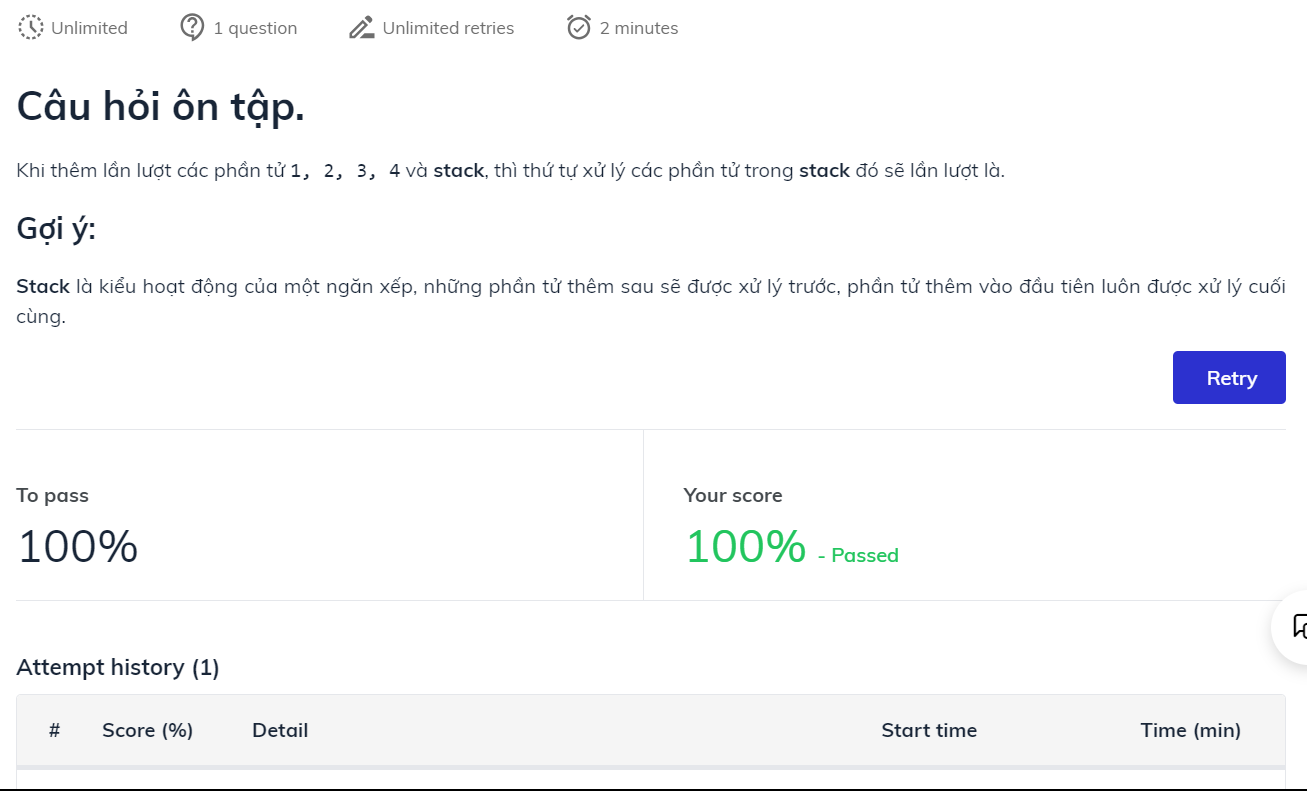 Unlimited 1 question Unlimited retries 2 minutes
Câu hỏi ôn tập.
Khi thêm lần lượt các phần tử 1, 2, 3, 4 và stack, thì thứ tự xử lý các phần tử trong stack đó sẽ lần lượt là.
Gợi ý:
Stack là kiểu hoạt động của một ngăn xếp, những phần tử thêm sau sẽ được xử lý trước, phần tử thêm vào đầu tiên luôn được xử lý cuối
cùng.
Retry
To pass
100%
Your score
100% - Passed
Attempt history (1)
# Score (%) Detail Start time Time (min)